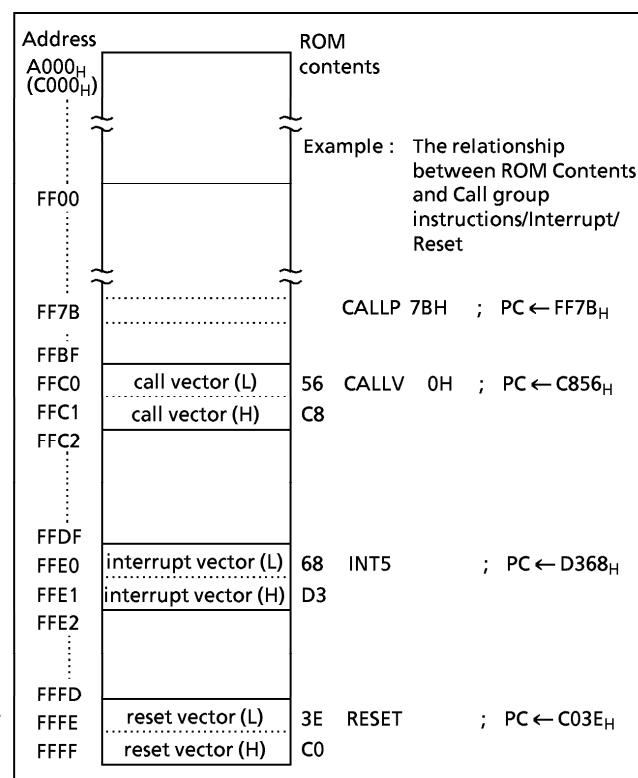 Address ROM
A000H contents
(C000H)
Example : The relationship
between ROM Contents
and Call group
instructions/Interrupt/
Reset
FF00
FF7B CALLP 7BH ; PC ← FF7BH
FFBF
FFC0 call vector (L) 56 CALLV 0H ; PC ← C856H
FFC1 call vector (H) C8
FFC2
FFDF
FFE0 interrupt vector (L) 68 INT5 ; PC ← D368H
FFE1 interrupt vector (H) D3
FFE2
FFFD
FFFE reset vector (L) 3E RESET ; PC ← C03EH
FFFF reset vector (H) C0